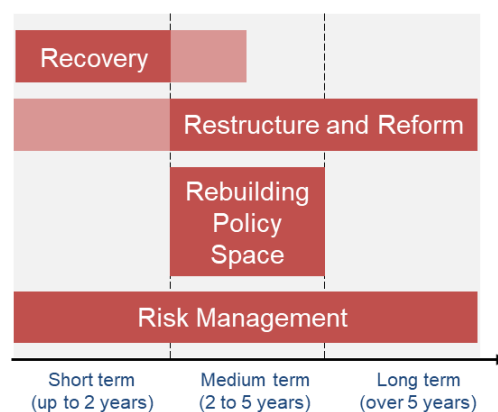 Recovery
Restructure and Reform
Rebuilding
Policy
Space
Risk Management
Short term
(up to 2 years)
Medium term
(2 to 5 years)
Long term
(over 5 years)